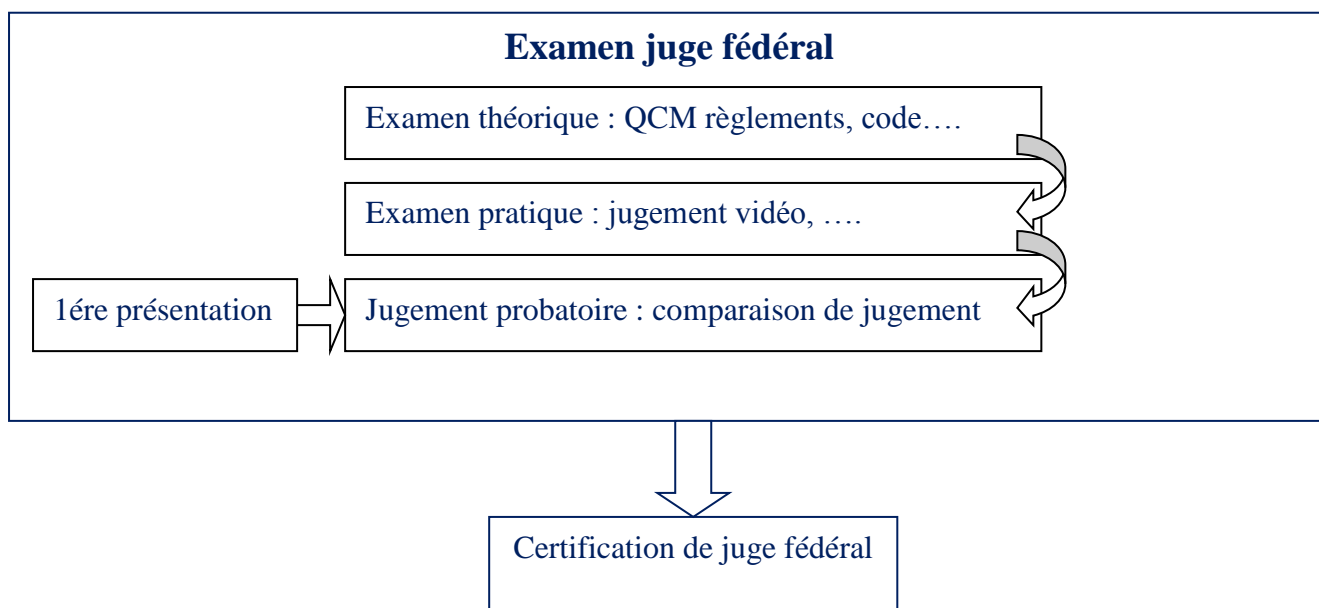 Examen juge fédéral
Examen théorique : QCM règlements, code….
Examen pratique : jugement vidéo, ….
1ére présentation
Jugement probatoire : comparaison de jugement
Certification de juge fédéral